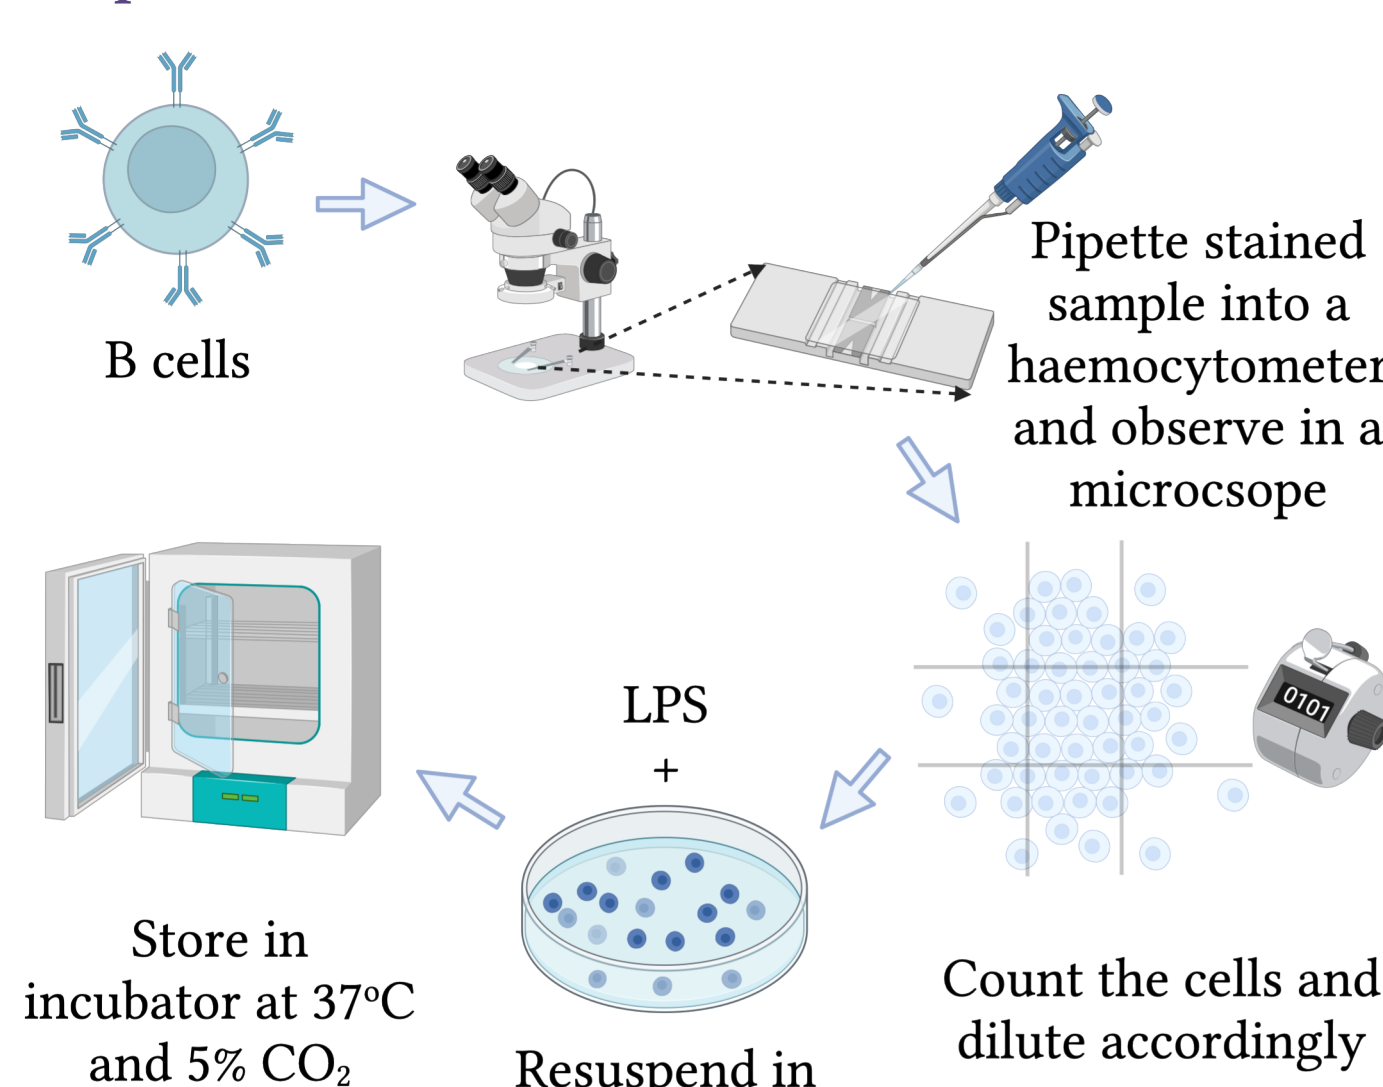 B cells
Pipette stained
sample into a
haemocytometer
and observe in a
microcsope
0101
Count the cells and
dilute accordingly
LPS
+
Resuspend in
Store in
incubator at 37ºC
and 5% CO₂